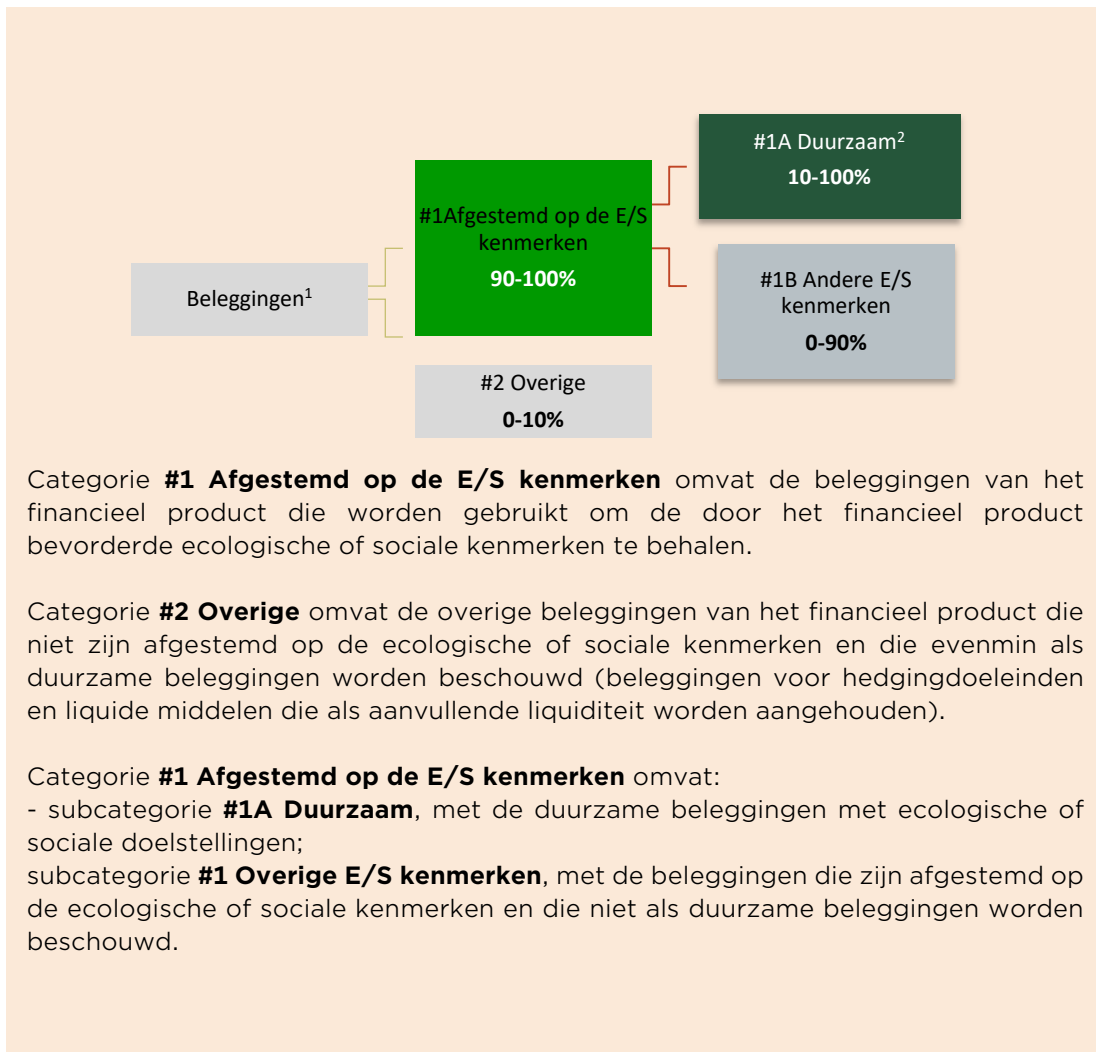 #1A Duurzaam²
10-100%
#1Afgestemd op de E/S
kenmerken
90-100%
Beleggingen¹
#1B Andere E/S
kenmerken
0-90%
#2 Overige
0-10%
Categorie #1 Afgestemd op de E/S kenmerken omvat de beleggingen van het
financieel product die worden gebruikt om de door het financieel product
bevorderde ecologische of sociale kenmerken te behalen.
Categorie #2 Overige omvat de overige beleggingen van het financieel product die
niet zijn afgestemd op de ecologische of sociale kenmerken en die evenmin als
duurzame beleggingen worden beschouwd (beleggingen voor hedgingdoeleinden
en liquide middelen die als aanvullende liquiditeit worden aangehouden).
Categorie #1 Afgestemd op de E/S kenmerken omvat:
- subcategorie #1A Duurzaam, met de duurzame beleggingen met ecologische of
sociale doelstellingen;
subcategorie #1 Overige E/S kenmerken, met de beleggingen die zijn afgestemd op
de ecologische of sociale kenmerken en die niet als duurzame beleggingen worden
beschouwd.